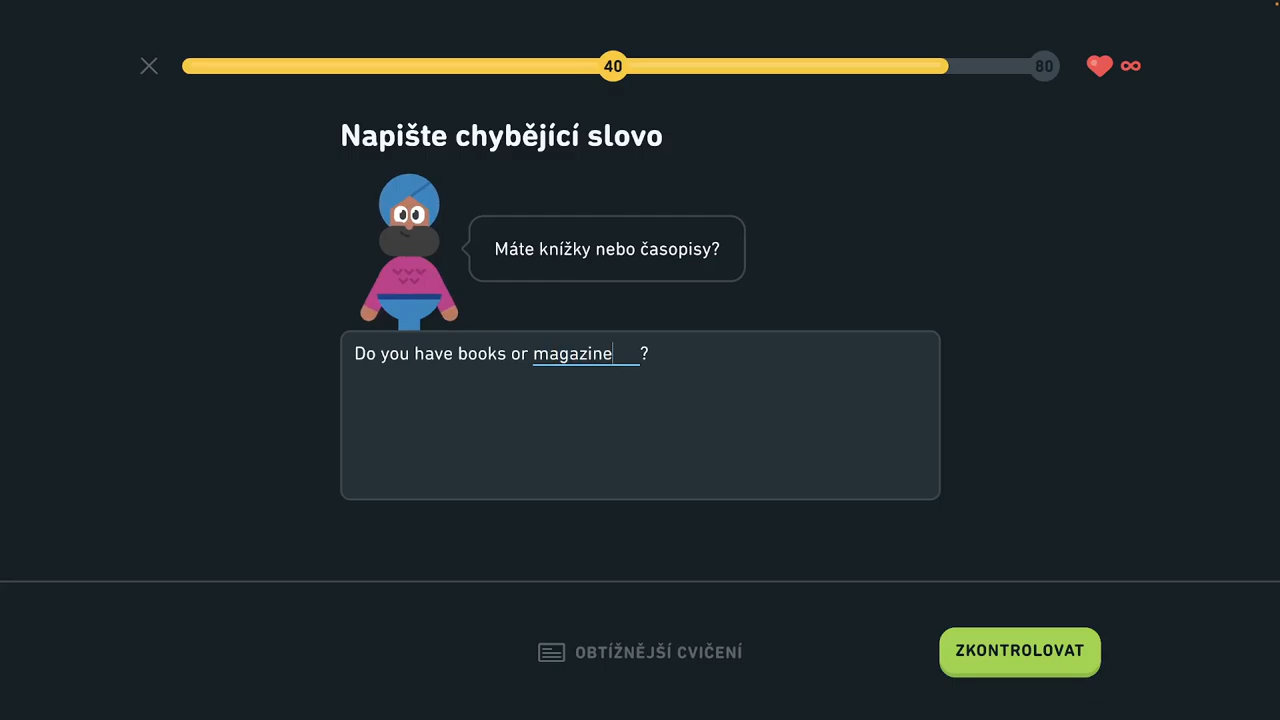 40
80
∞
Napište chybějící slovo
Máte knížky nebo časopisy?
Do you have books or magazine ?
OBTÍŽNĚJŠÍ CVIČENÍ
ZKONTROLOVAT